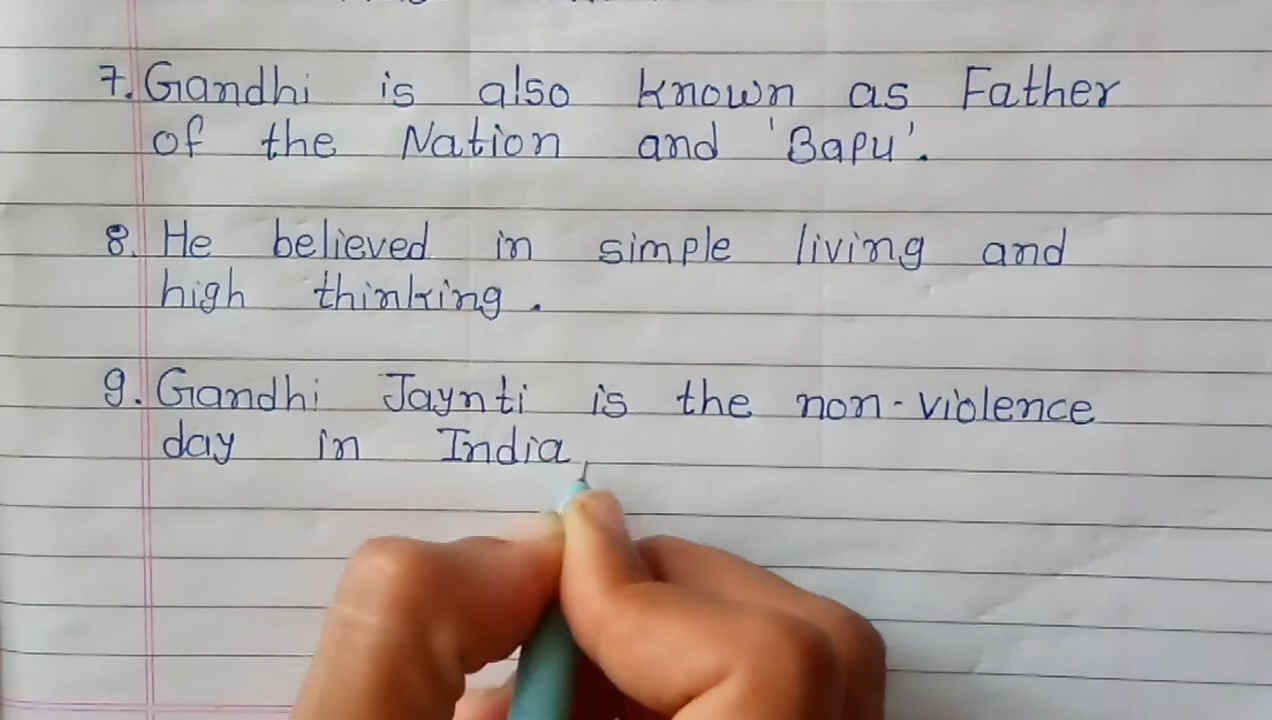 7. Gandhi is also known as Father
of the Nation and 'Bapu'.
8. He believed in simple living and
high thinking.
9. Gandhi Jaynti is the non-violence
day in India